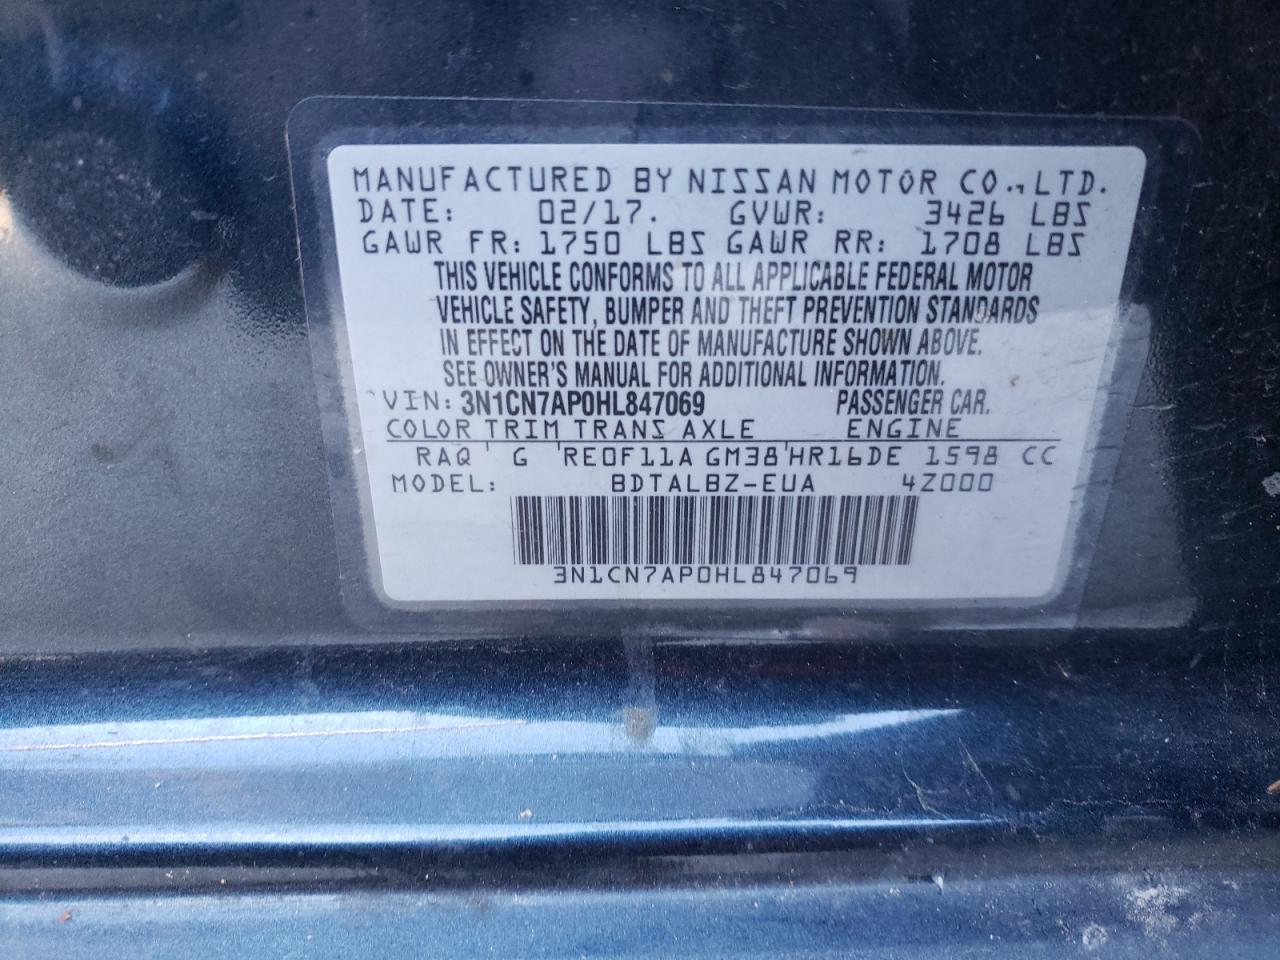 MANUFACTURED BY NISSAN MOTOR CO., LTD.
DATE: 02/17. GVWR: 3426 LBS
GAWR FR: 1750 LBS GAWR RR: 1708 LBS
THIS VEHICLE CONFORMS TO ALL APPLICABLE FEDERAL MOTOR
VEHICLE SAFETY, BUMPER AND THEFT PREVENTION STANDARDS
IN EFFECT ON THE DATE OF MANUFACTURE SHOWN ABOVE.
SEE OWNER'S MANUAL FOR ADDITIONAL INFORMATION.
VIN: 3N1CN7AP0HL847069 PASSENGER CAR.
COLOR TRIM TRANS AXLE ENGINE
RAQ G RE0F11A GM38 HR16DE 1598 CC
MODEL: BDTALBZ-EUA 4Z000
3N1CN7AP0HL847069